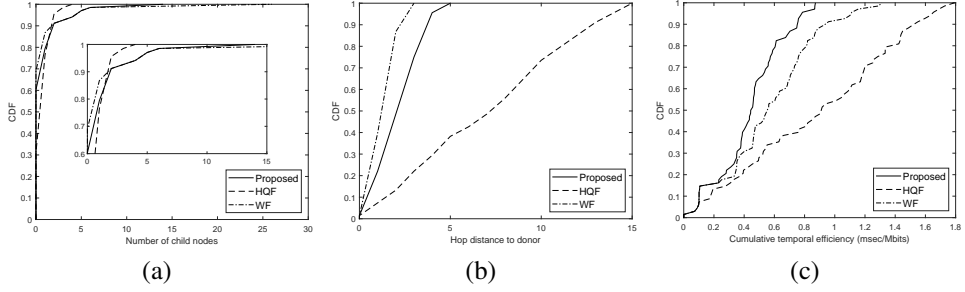 1
0.9
0.8
0.7
0.6
0.5
0.4
0.3
0.2
0.1
0
CDF
0 5 10 15 20 25 30
Number of child nodes
1
0.9
0.8
0.7
0.6
0 5 10 15
Proposed
HQF
WF
(a)
1
0.9
0.8
0.7
0.6
0.5
0.4
0.3
0.2
0.1
0
CDF
0 5 10 15
Hop distance to donor
Proposed
HQF
WF
(b)
1
0.9
0.8
0.7
0.6
0.5
0.4
0.3
0.2
0.1
0
CDF
0 0.2 0.4 0.6 0.8 1 1.2 1.4 1.6 1.8
Cumulative temporal efficiency (msec/Mbits)
Proposed
HQF
WF
(c)